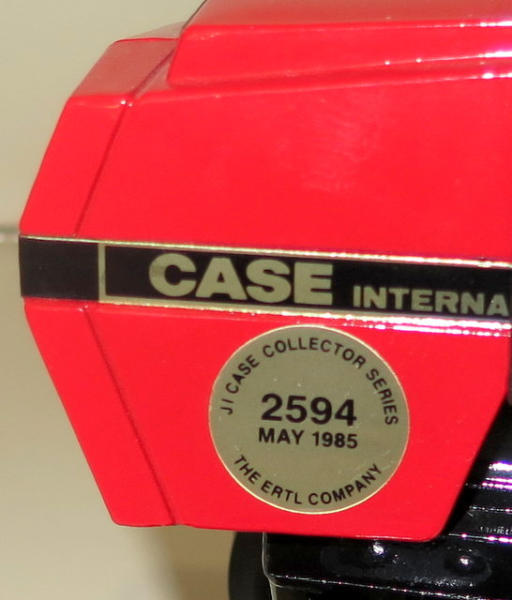 CASE INTERNA
JI CASE COLLECTOR SERIES
2594
MAY 1985
THE ERTL COMPANY